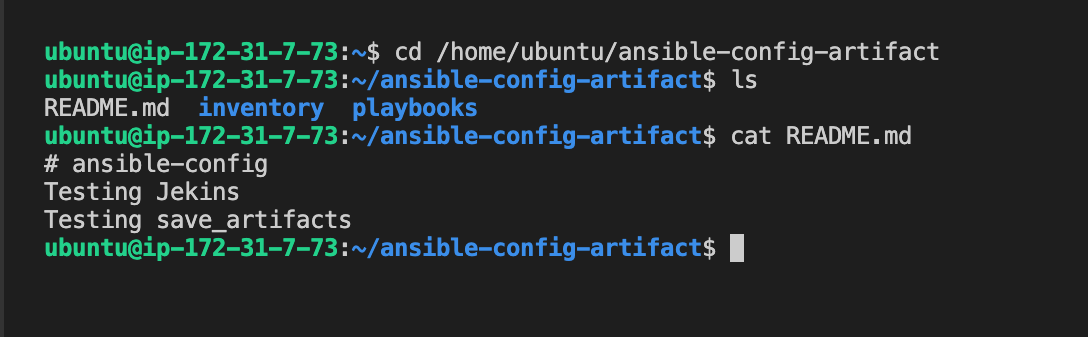 ubuntu@ip-172-31-7-73:~$ cd /home/ubuntu/ansible-config-artifact
ubuntu@ip-172-31-7-73:~/ansible-config-artifact$ ls
README.md  inventory  playbooks
ubuntu@ip-172-31-7-73:~/ansible-config-artifact$ cat README.md
# ansible-config
Testing Jekins
Testing save_artifacts
ubuntu@ip-172-31-7-73:~/ansible-config-artifact$